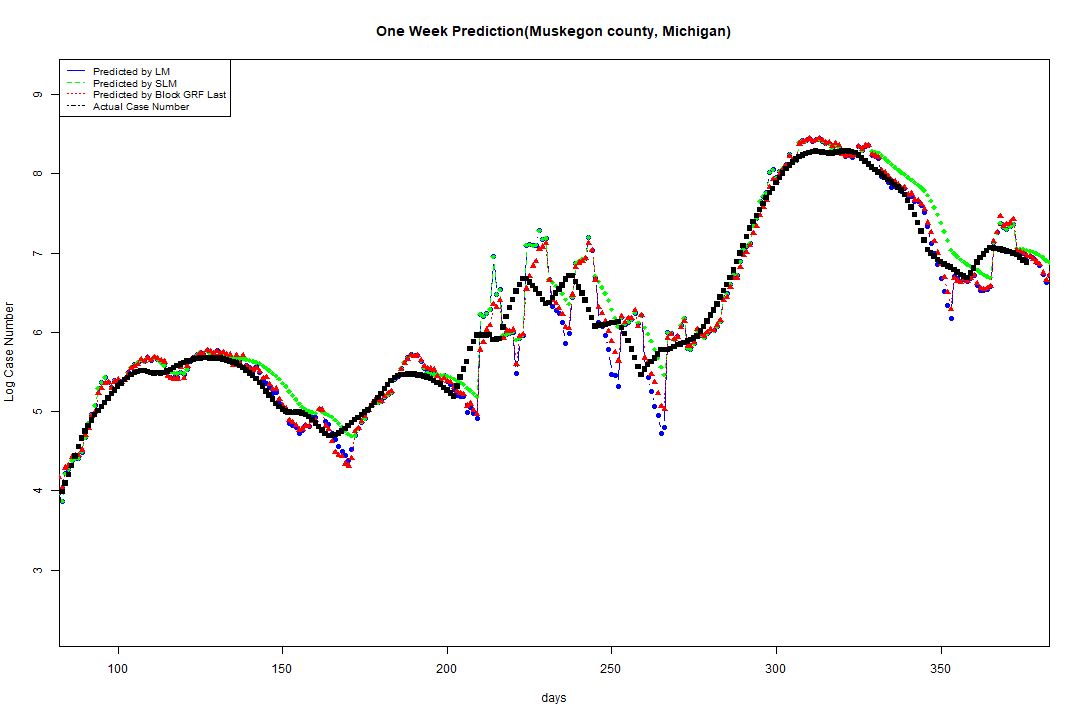 One Week Prediction(Muskegon county, Michigan)
Predicted by LM
Predicted by SLM
Predicted by Block GRF Last
Actual Case Number
9
8
7
6
5
4
3
Log Case Number
100 150 200 250 300 350
days